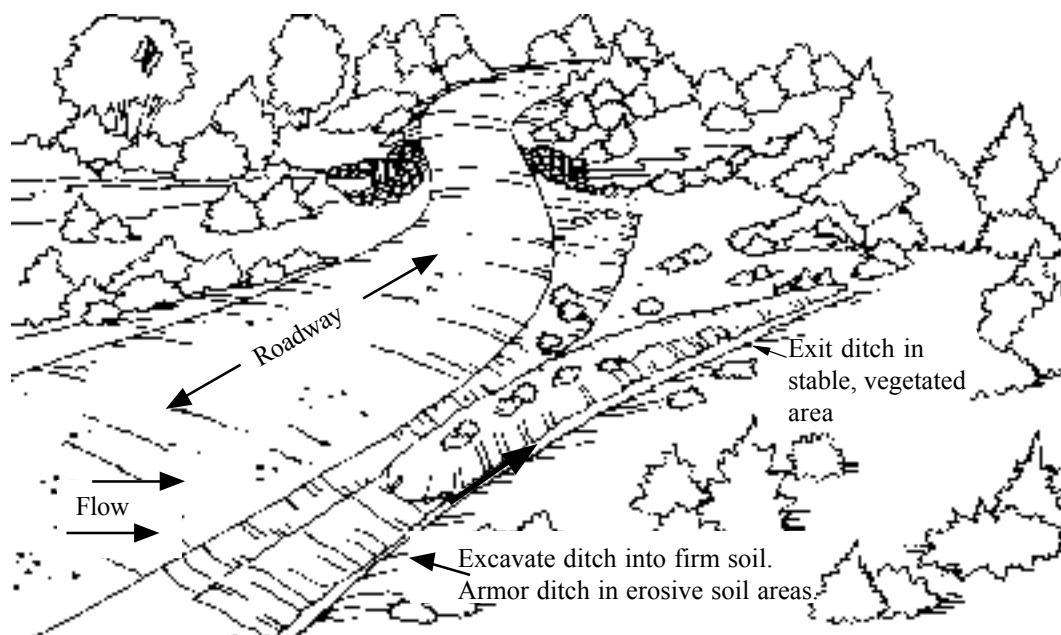 Roadway
Exit ditch in
stable, vegetated
area
Flow
Excavate ditch into firm soil.
Armor ditch in erosive soil areas.